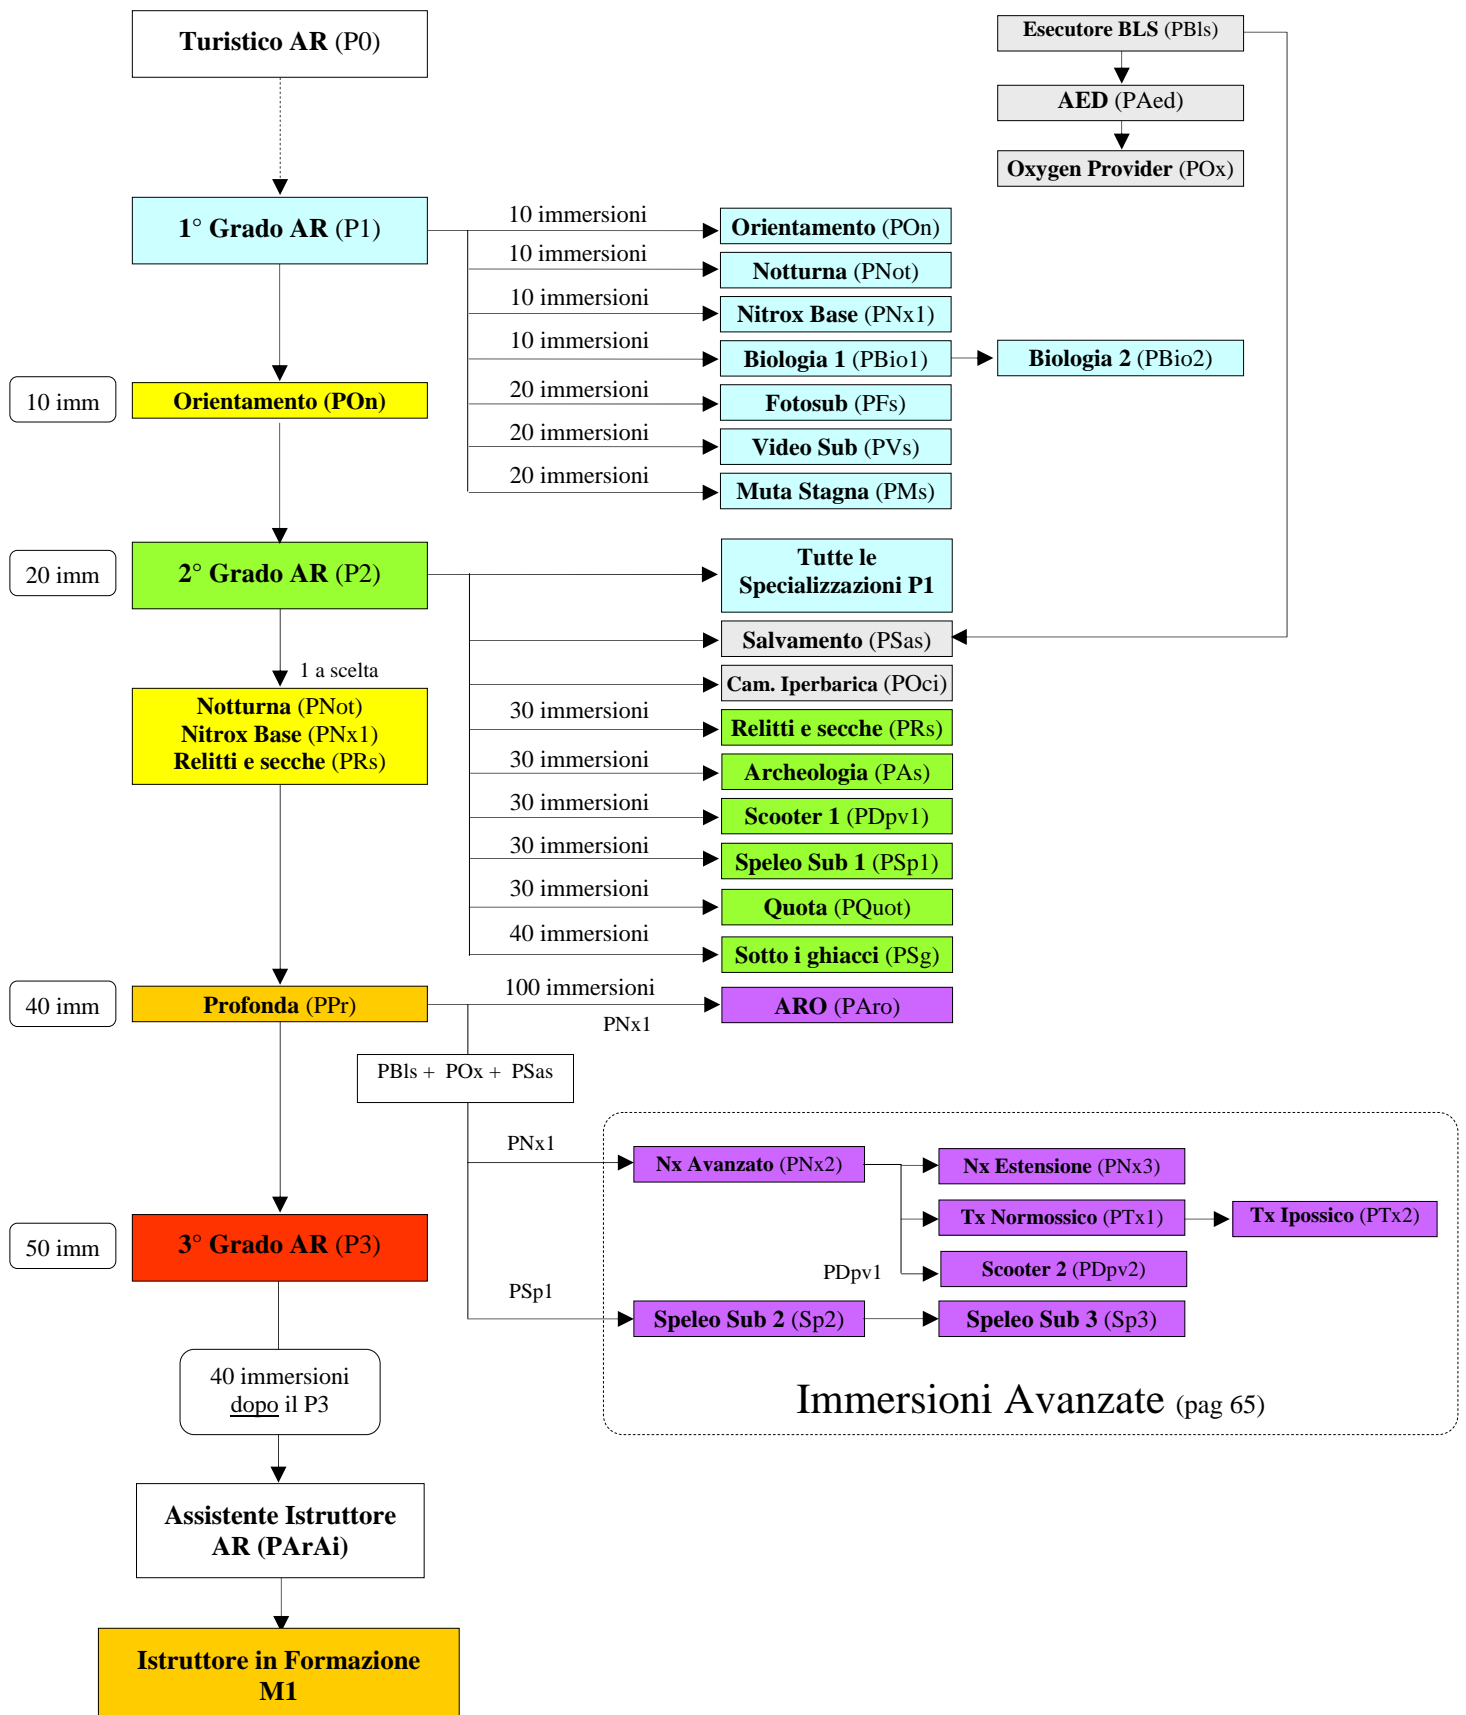 Turistico AR (P0)
Esecutore BLS (PBls)
AED (PAed)
Oxygen Provider (POx)
1° Grado AR (P1)
10 immersioni
Orientamento (POn)
10 immersioni
Notturna (PNot)
10 immersioni
Nitrox Base (PNx1)
10 immersioni
Biologia 1 (PBio1)
Biologia 2 (PBio2)
20 immersioni
Fotosub (PFs)
20 immersioni
Video Sub (PVs)
20 immersioni
Muta Stagna (PMs)
10 imm
Orientamento (POn)
20 imm
2° Grado AR (P2)
Tutte le
Specializzazioni P1
Salvamento (PSas)
Cam. Iperbarica (POci)
30 immersioni
Relitti e secche (PRs)
30 immersioni
Archeologia (PAs)
30 immersioni
Scooter 1 (PDpv1)
30 immersioni
Speleo Sub 1 (PSp1)
30 immersioni
Quota (PQuot)
40 immersioni
Sotto i ghiacci (PSg)
1 a scelta
Notturna (PNot)
Nitrox Base (PNx1)
Relitti e secche (PRs)
40 imm
Profonda (PPr)
100 immersioni
PNx1
ARO (PAro)
PBls + POx + PSas
PNx1
Nx Avanzato (PNx2)
Nx Estensione (PNx3)
Tx Normossico (PTx1)
Tx Ipossico (PTx2)
PDpv1
Scooter 2 (PDpv2)
PSp1
Speleo Sub 2 (Sp2)
Speleo Sub 3 (Sp3)
Immersioni Avanzate (pag 65)
50 imm
3° Grado AR (P3)
40 immersioni
dopo il P3
Assistente Istruttore
AR (PArAi)
Istruttore in Formazione
M1